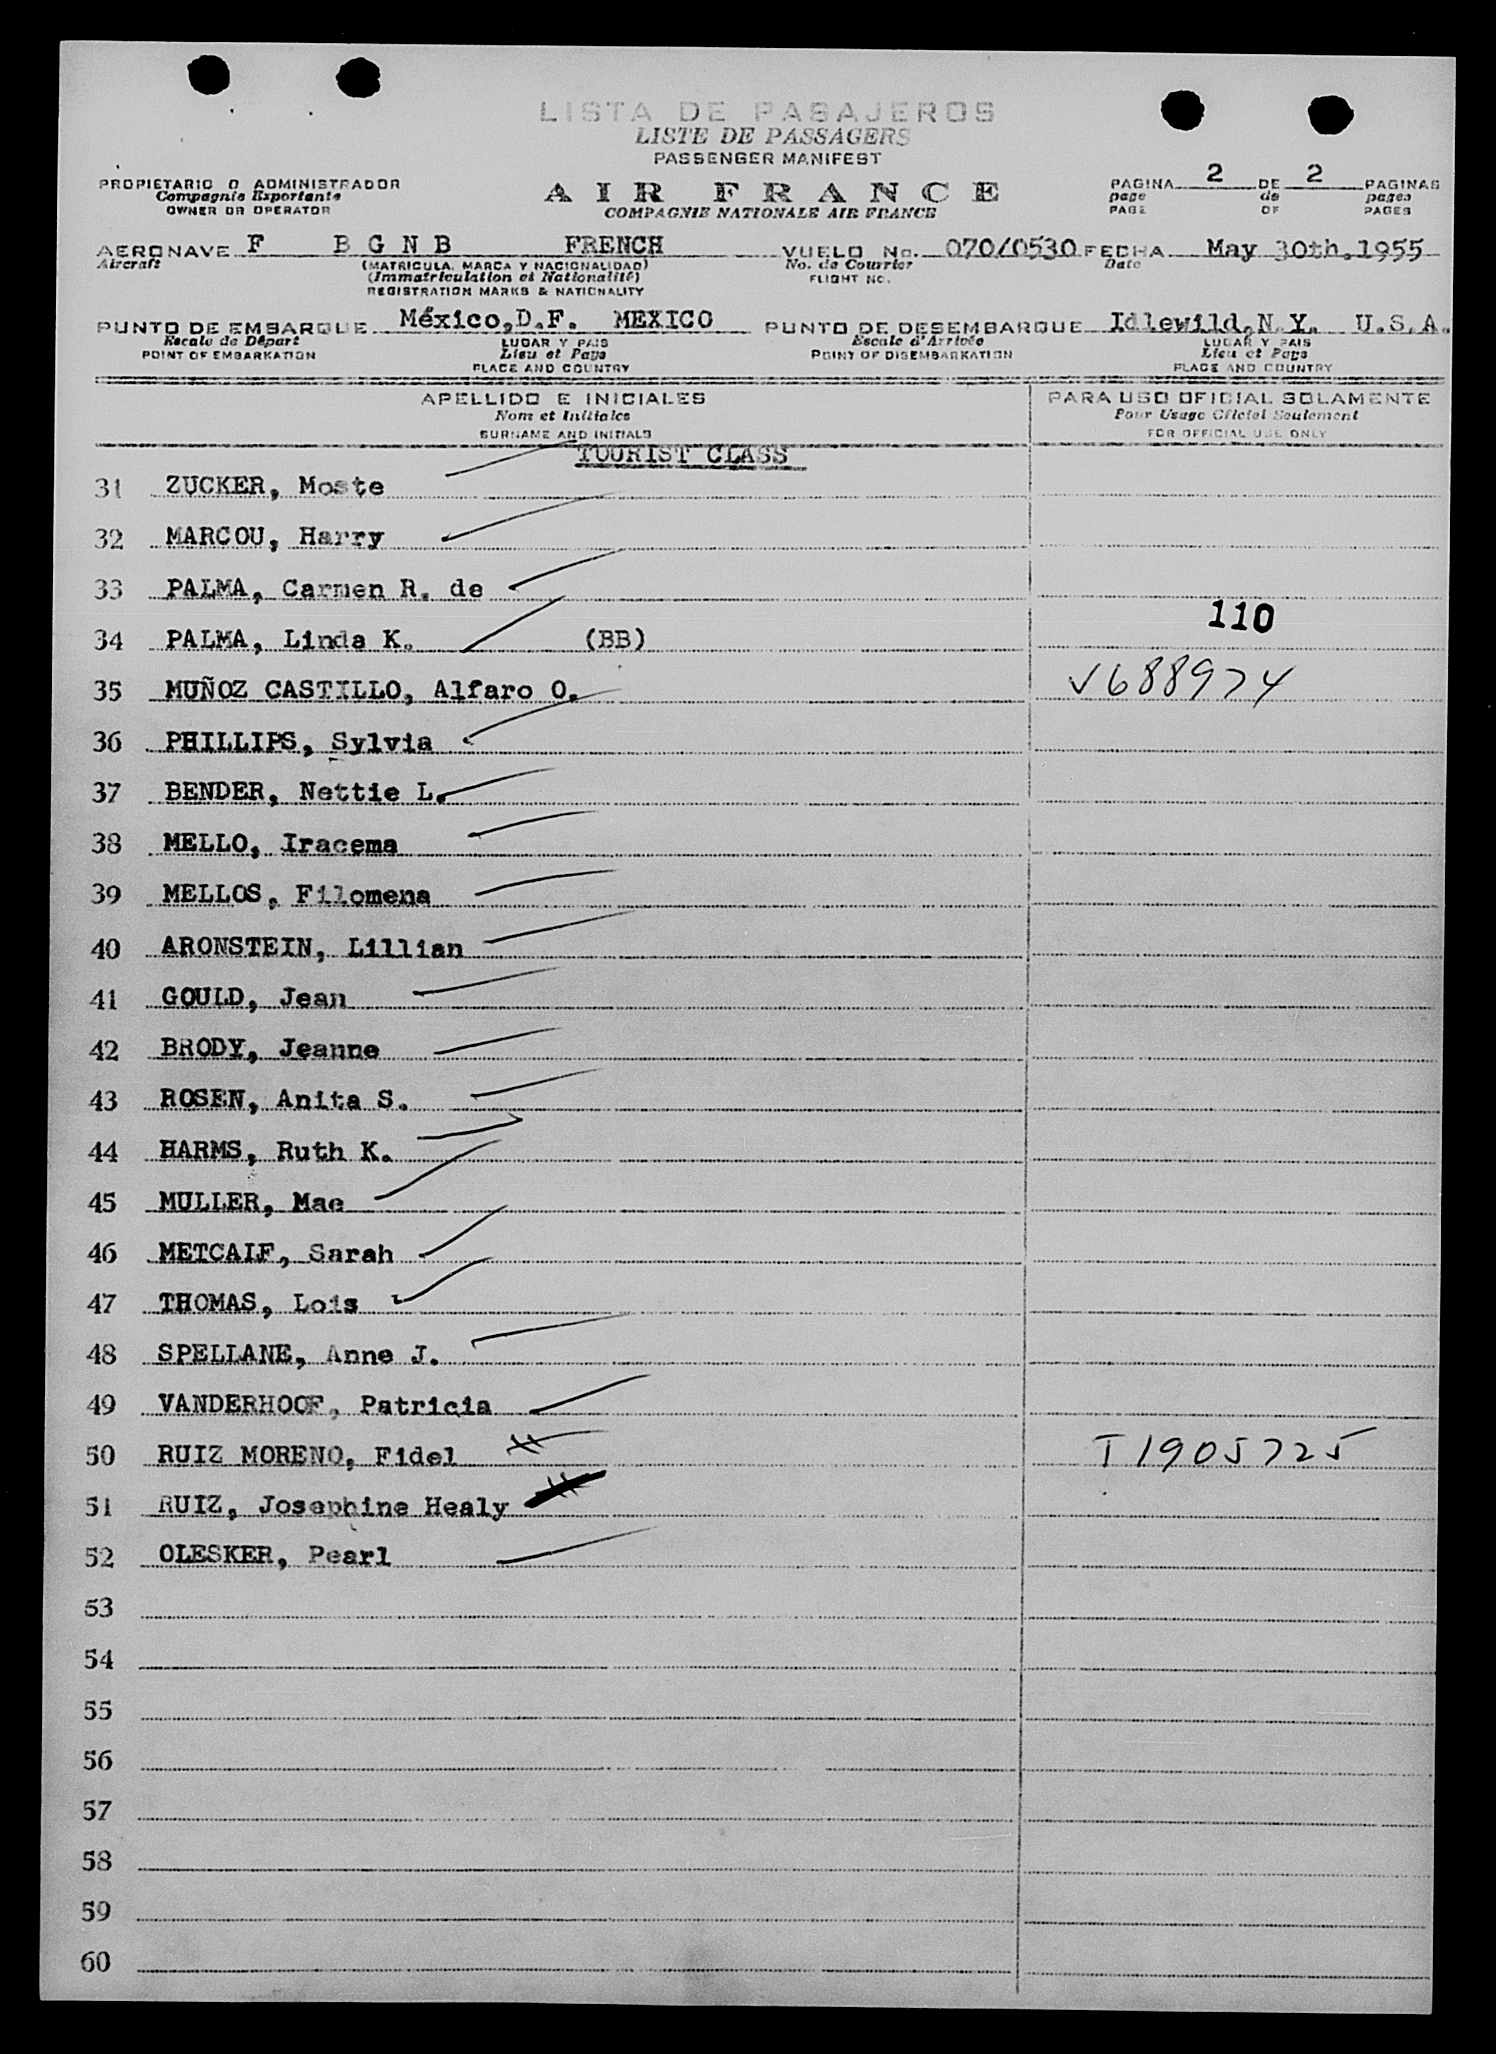 LISTA DE PASAJEROS
LISTE DE PASSAGERS
PASSENGER MANIFEST
PROPIETARIO O ADMINISTRADOR
Compagnie Exportante
OWNER OR OPERATOR
AIR FRANCE
COMPAGNIE NATIONALE AIR FRANCE
PAGINA 2 DE 2 PAGINAS
page de pages
PAGE OF PAGES
AERONAVE F BGNB FRENCH VUELO No. 070/0530 FECHA May 30th.1955
Aircraft (MATRICULA, MARCA Y NACIONALIDAD) No. de Courrier Date
(Immatriculation et Nationalité) FLIGHT NO.
REGISTRATION MARKS & NATIONALITY
PUNTO DE EMBARQUE México,D.F. MEXICO PUNTO DE DESEMBARQUE Idlewild,N.Y. U.S.A.
Escale de Départ LUGAR Y PAIS Escale d'Arrivée LUGAR Y PAIS
POINT OF EMBARKATION Lieu et Pays POINT OF DISEMBARKATION Lieu et Pays
PLACE AND COUNTRY PLACE AND COUNTRY
APELLIDO E INICIALES PARA USO OFICIAL SOLAMENTE
Nom et Initiales Pour Usage Officiel Seulement
SURNAME AND INITIALS FOR OFFICIAL USE ONLY
TOURIST CLASS
31 ZUCKER, Moste
32 MARCOU, Harry
33 PALMA, Carmen R. de
110
34 PALMA, Linda K. (BB)
35 MUÑOZ CASTILLO, Alfaro O. V688974
36 PHILLIPS, Sylvia
37 BENDER, Nettie L.
38 MELLO, Iracema
39 MELLOS, Filomena
40 ARONSTEIN, Lillian
41 GOULD, Jean
42 BRODY, Jeanne
43 ROSEN, Anita S.
44 HARMS, Ruth K.
45 MULLER, Mae
46 METCALF, Sarah
47 THOMAS, Lois
48 SPELLANE, Anne J.
49 VANDERHOOF, Patricia
50 RUIZ MORENO, Fidel T1905725
51 RUIZ, Josephine Healy
52 OLESKER, Pearl
53
54
55
56
57
58
59
60